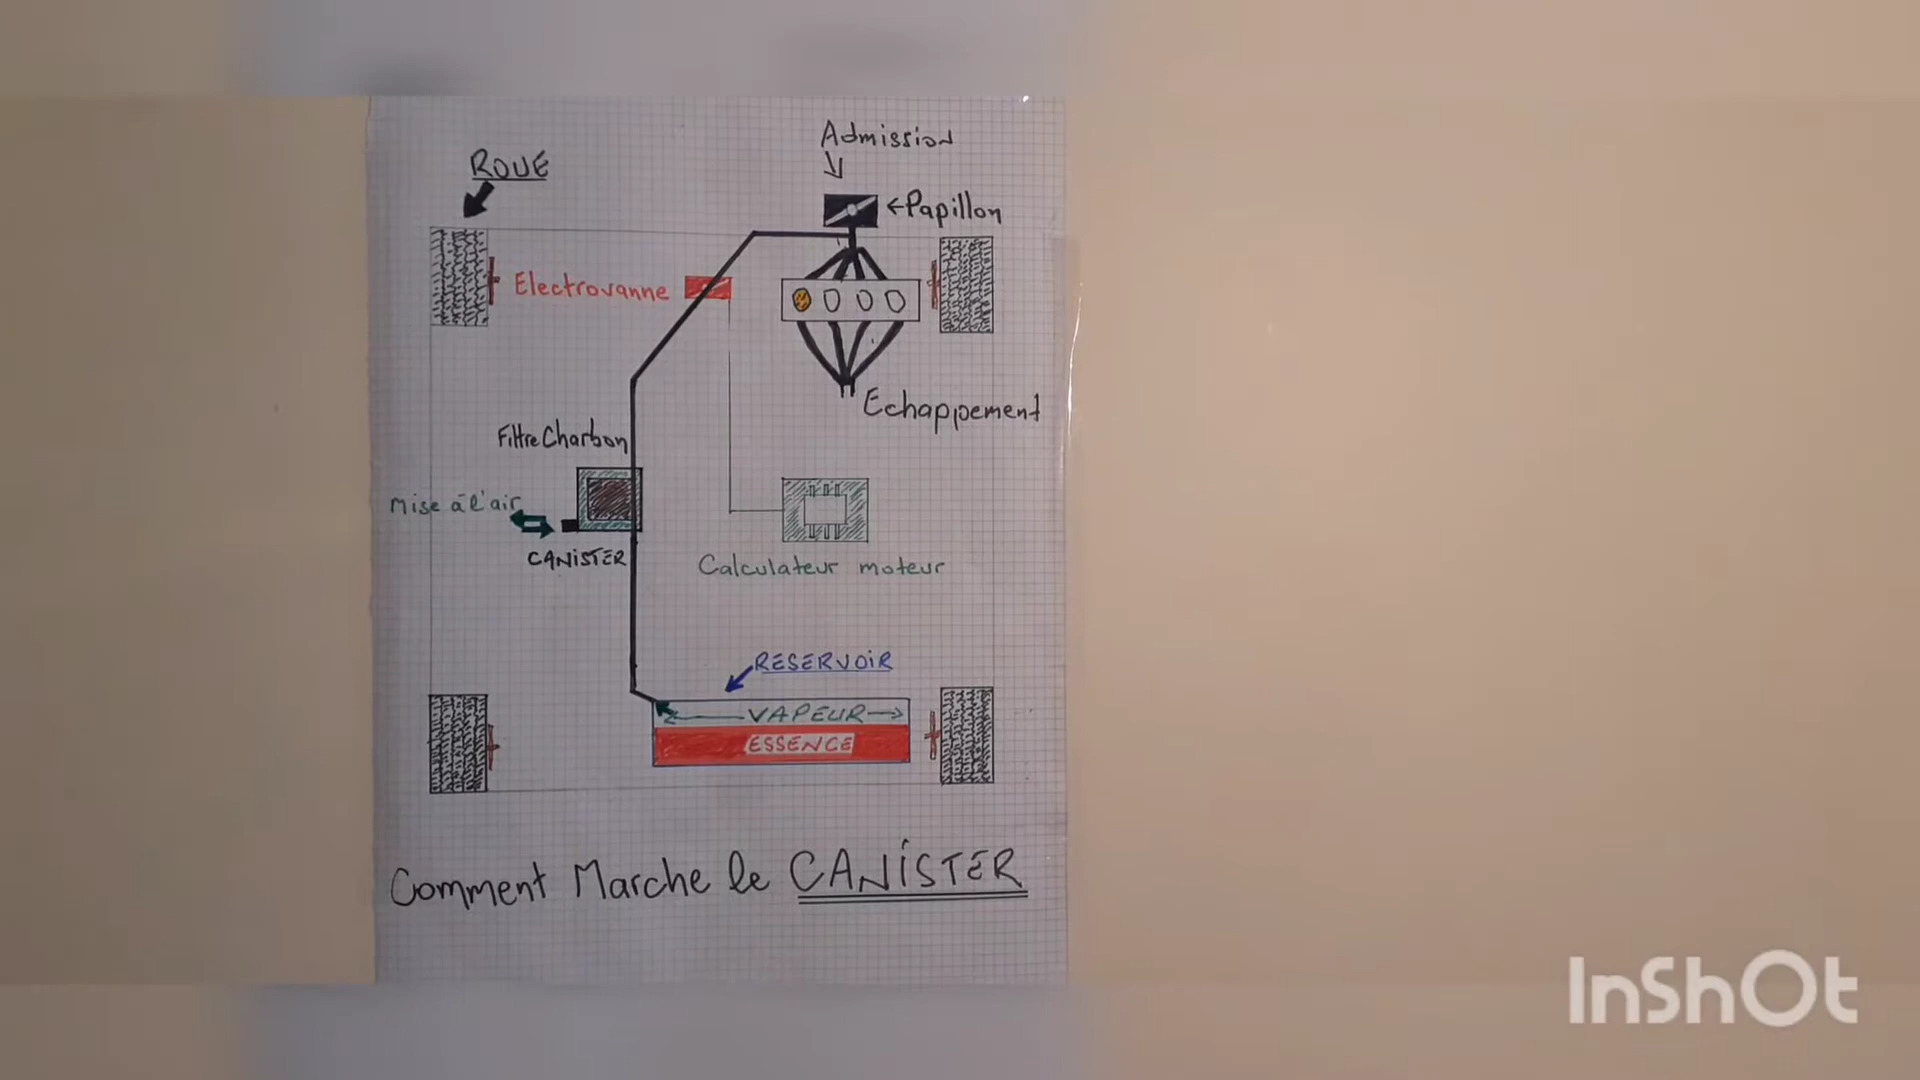 Admission
ROUE
←Papillon
Electrovanne
Echappement
Filtre Charbon
Mise à l'air
CANiSTER
Calculateur moteur
RESERVOiR
VAPEUR
ESSENCE
Comment Marche le CANiSTER
InShOt